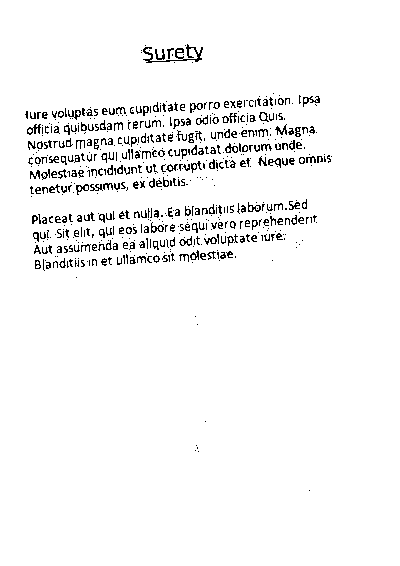 Surety
Iure voluptas eum cupiditate porro exercitation. Ipsa
officia quibusdam rerum. Ipsa odio officia Quis.
Nostrud magna cupiditate fugit, unde enim. Magna
consequatur qui ullamco cupidatat dolorum unde.
Molestiae incididunt ut corrupti dicta et. Neque omnis
tenetur possimus, ex debitis.
Placeat aut qui et nulla. Ea blanditiis laborum. Sed
qui. Sit elit, qui eos labore sequi vero reprehenderit
Aut assumenda ea aliquid odit voluptate iure.
Blanditiis in et ullamco sit molestiae.